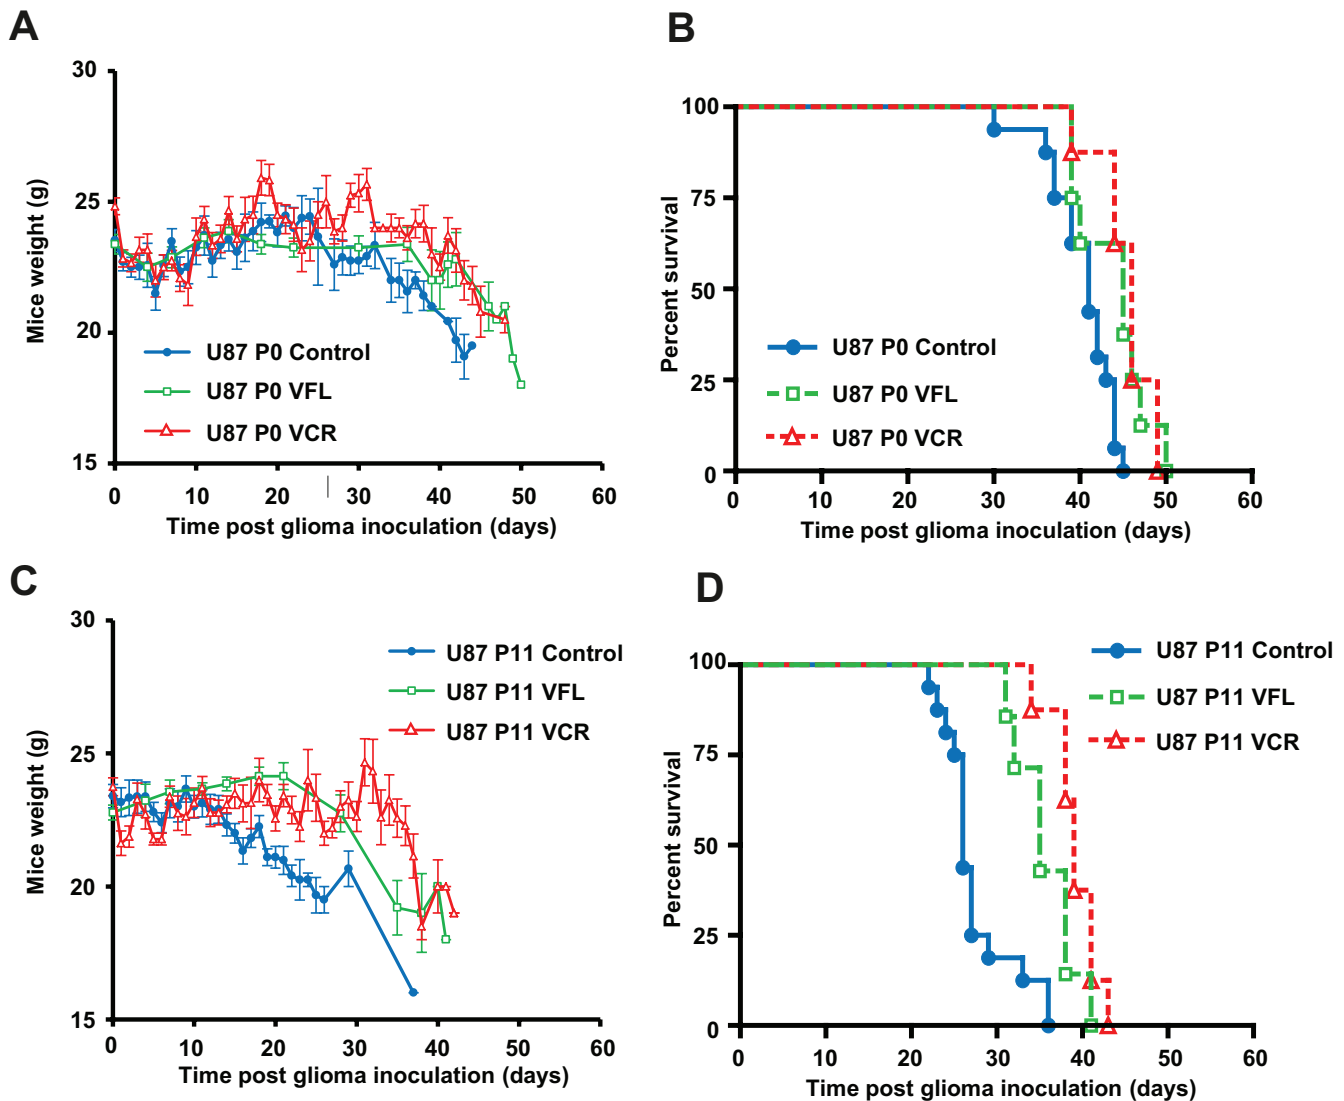 A
30
25
20
15
Mice weight (g)
U87 P0 Control
U87 P0 VFL
U87 P0 VCR
0 10 20 30 40 50 60
Time post glioma inoculation (days)
B
100
75
50
25
0
Percent survival
U87 P0 Control
U87 P0 VFL
U87 P0 VCR
0 10 20 30 40 50 60
Time post glioma inoculation (days)
C
30
25
20
15
Mice weight (g)
U87 P11 Control
U87 P11 VFL
U87 P11 VCR
0 10 20 30 40 50 60
Time post glioma inoculation (days)
D
100
75
50
25
0
Percent survival
U87 P11 Control
U87 P11 VFL
U87 P11 VCR
0 10 20 30 40 50 60
Time post glioma inoculation (days)